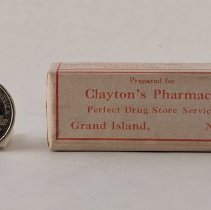 Prepared for
Clayton's Pharmac
Perfect Drug Store Servic
Grand Island, N